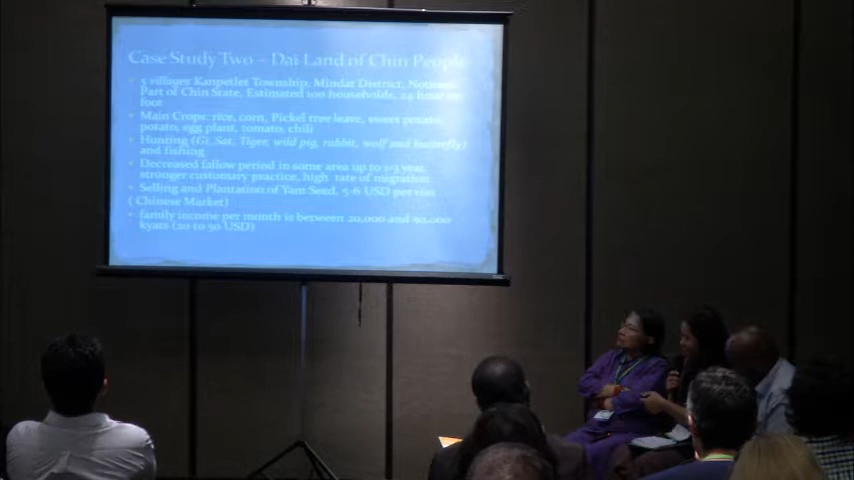 Case Study Two – Dai Land of Chin People
• 5 villages Kanpetlet Township, Mindat District,
Part of Chin State, Estimated 100 households, 24 hour on
foot
• Main Crops: rice, corn, Pickel tree leave, sweet potato,
potato, egg plant, tomato, chili
• Hunting (Gi, Sat, Tiger, wild pig, rabbit, wolf and butterfly)
and fishing
• Decreased fallow period in some area up to 1-3 year,
stronger customary practice, high rate of migration
• Selling and Plantation of Yam Seed, 5-6 USD per viss
( Chinese Market)
• family income per month is between 20,000 and 50,000
kyats (20 to 50 USD)